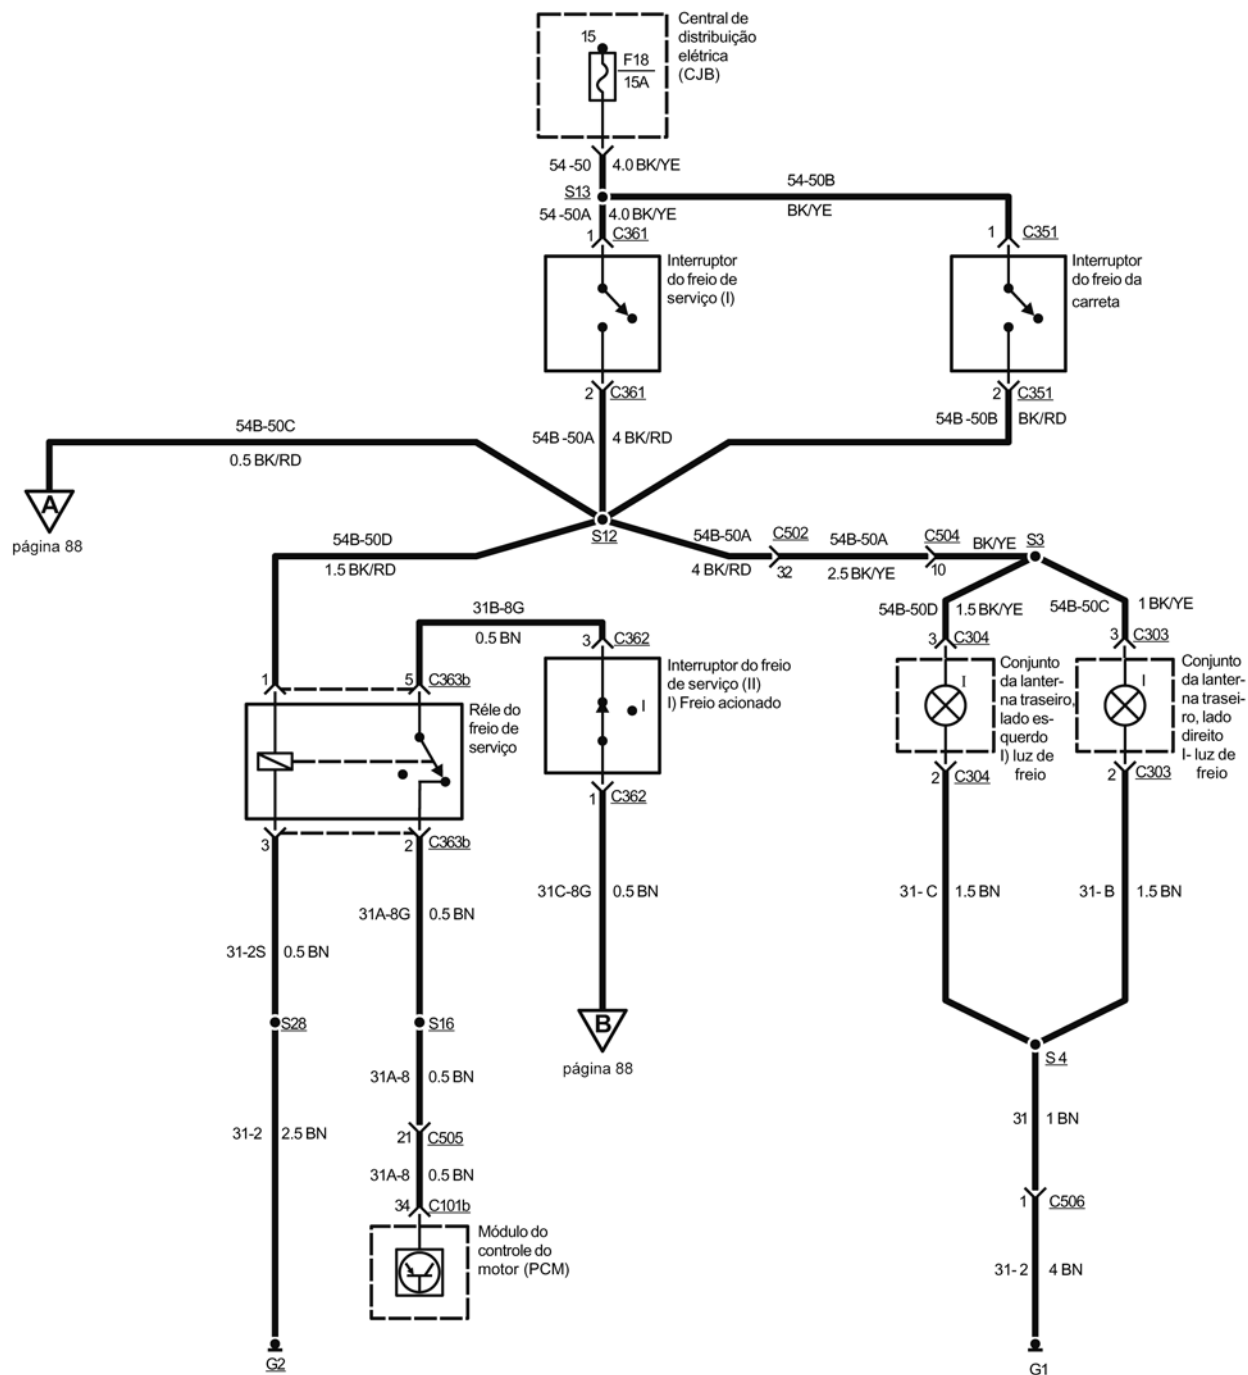 Central de
distribuição
elétrica
(CJB)
15
F18
15A
54 -50
4.0 BK/YE
S13
54-50B
BK/YE
54 -50A
4.0 BK/YE
1
C361
1
C351
Interruptor
do freio de
serviço (I)
Interruptor
do freio da
carreta
2
C361
2
C351
54B-50C
0.5 BK/RD
54B -50A
4 BK/RD
54B -50B
BK/RD
A
página 88
S12
54B-50D
1.5 BK/RD
54B-50A
4 BK/RD
C502
32
54B-50A
2.5 BK/YE
C504
10
BK/YE
S3
54B-50D
1.5 BK/YE
54B-50C
1 BK/YE
31B-8G
0.5 BN
3
C362
3
C304
3
C303
1
5
C363b
Interruptor do freio
de serviço (II)
I) Freio acionado
I
Conjunto
da lanter-
na traseiro,
lado es-
querdo
I) luz de
freio
I
Conjunto
da lanter-
na trasei-
ro, lado
direito
I- luz de
freio
I
Réle do
freio de
serviço
2
C304
2
C303
1
C362
3
2
C363b
31C-8G
0.5 BN
31- C
1.5 BN
31- B
1.5 BN
31A-8G
0.5 BN
31-2S
0.5 BN
S28
S16
B
página 88
S 4
31A-8
0.5 BN
31-2
2.5 BN
21
C505
31
1 BN
31A-8
0.5 BN
34
C101b
1
C506
Módulo do
controle do
motor (PCM)
31- 2
4 BN
G2
G1